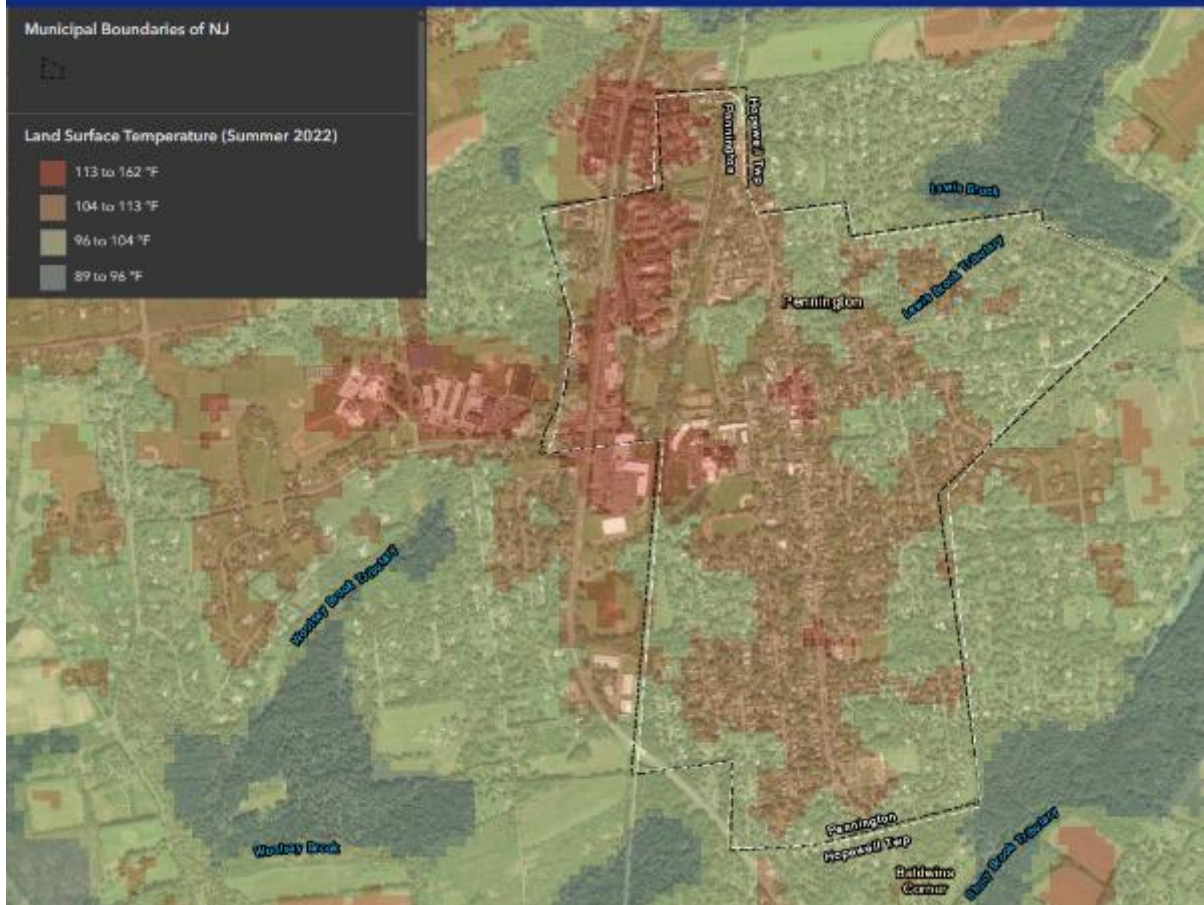 Municipal Boundaries of NJ
Land Surface Temperature (Summer 2022)
113 to 162 °F
104 to 113 °F
96 to 104 °F
89 to 96 °F
Hopewell Twp
Pennington
Lewis Brook
Lewis Brook Tributary
Pennington
Woolsey Brook Tributary
Woolsey Brook
Pennington
Hopewell Twp
Baldwins
Corner
Brook Tributary